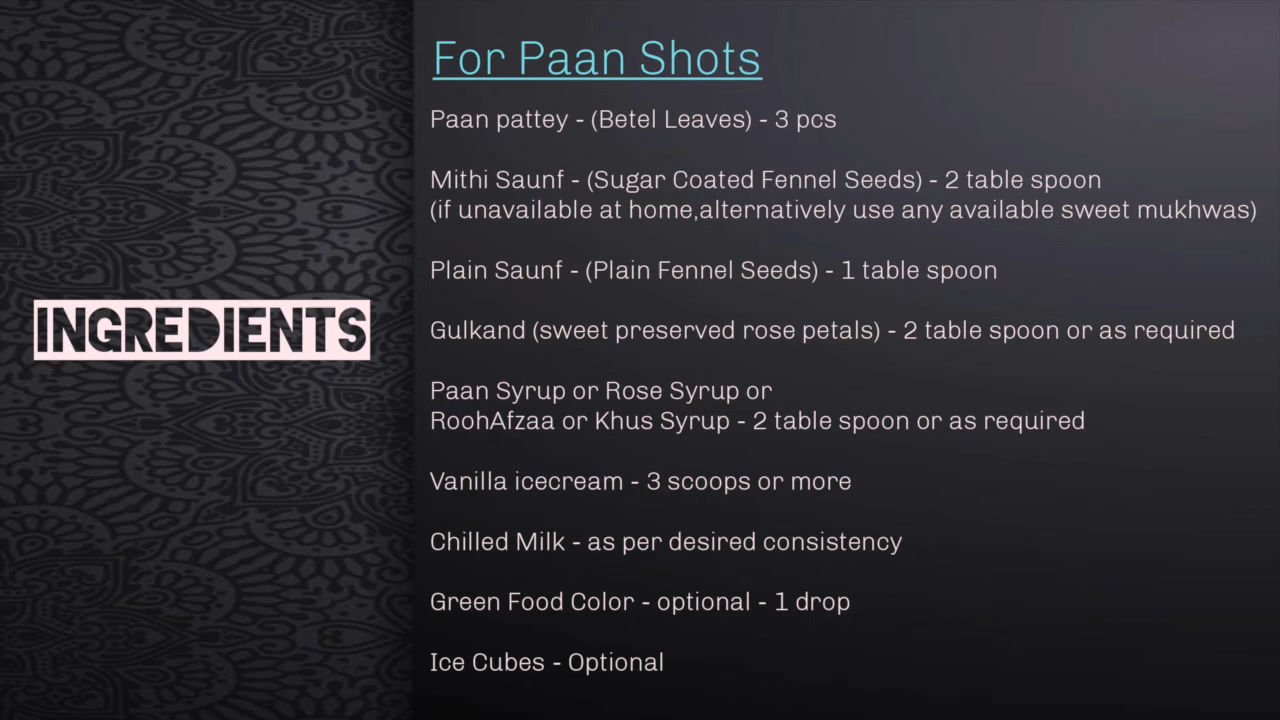 INGREDIENTS
For Paan Shots
Paan pattey - (Betel Leaves) - 3 pcs
Mithi Saunf - (Sugar Coated Fennel Seeds) - 2 table spoon
(if unavailable at home,alternatively use any available sweet mukhwas)
Plain Saunf - (Plain Fennel Seeds) - 1 table spoon
Gulkand (sweet preserved rose petals) - 2 table spoon or as required
Paan Syrup or Rose Syrup or
RoohAfzaa or Khus Syrup - 2 table spoon or as required
Vanilla icecream - 3 scoops or more
Chilled Milk - as per desired consistency
Green Food Color - optional - 1 drop
Ice Cubes - Optional